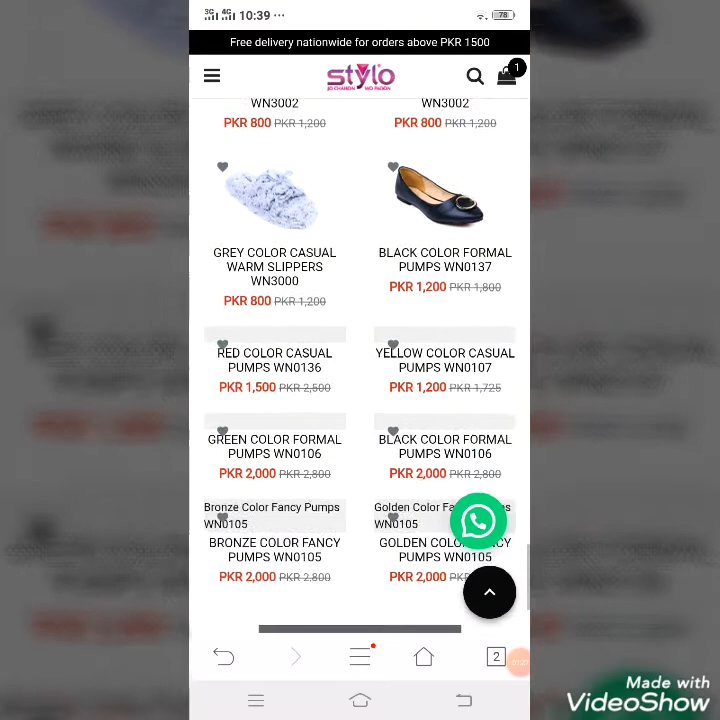 3G 4G 10:39 ··· 78
Free delivery nationwide for orders above PKR 1500
stylo
1
WN3002
WN3002
PKR 800 PKR 1,200
PKR 800 PKR 1,200
GREY COLOR CASUAL
WARM SLIPPERS
WN3000
PKR 800 PKR 1,200
BLACK COLOR FORMAL
PUMPS WN0137
PKR 1,200 PKR 1,800
RED COLOR CASUAL
PUMPS WN0136
PKR 1,500 PKR 2,500
YELLOW COLOR CASUAL
PUMPS WN0107
PKR 1,200 PKR 1,725
GREEN COLOR FORMAL
PUMPS WN0106
PKR 2,000 PKR 2,800
BLACK COLOR FORMAL
PUMPS WN0106
PKR 2,000 PKR 2,800
Bronze Color Fancy Pumps
WN0105
BRONZE COLOR FANCY
PUMPS WN0105
PKR 2,000 PKR 2,800
Golden Color
WN0105
GOLDEN
PUMPS WN0105
PKR 2,000
2
Made with
VideoShow